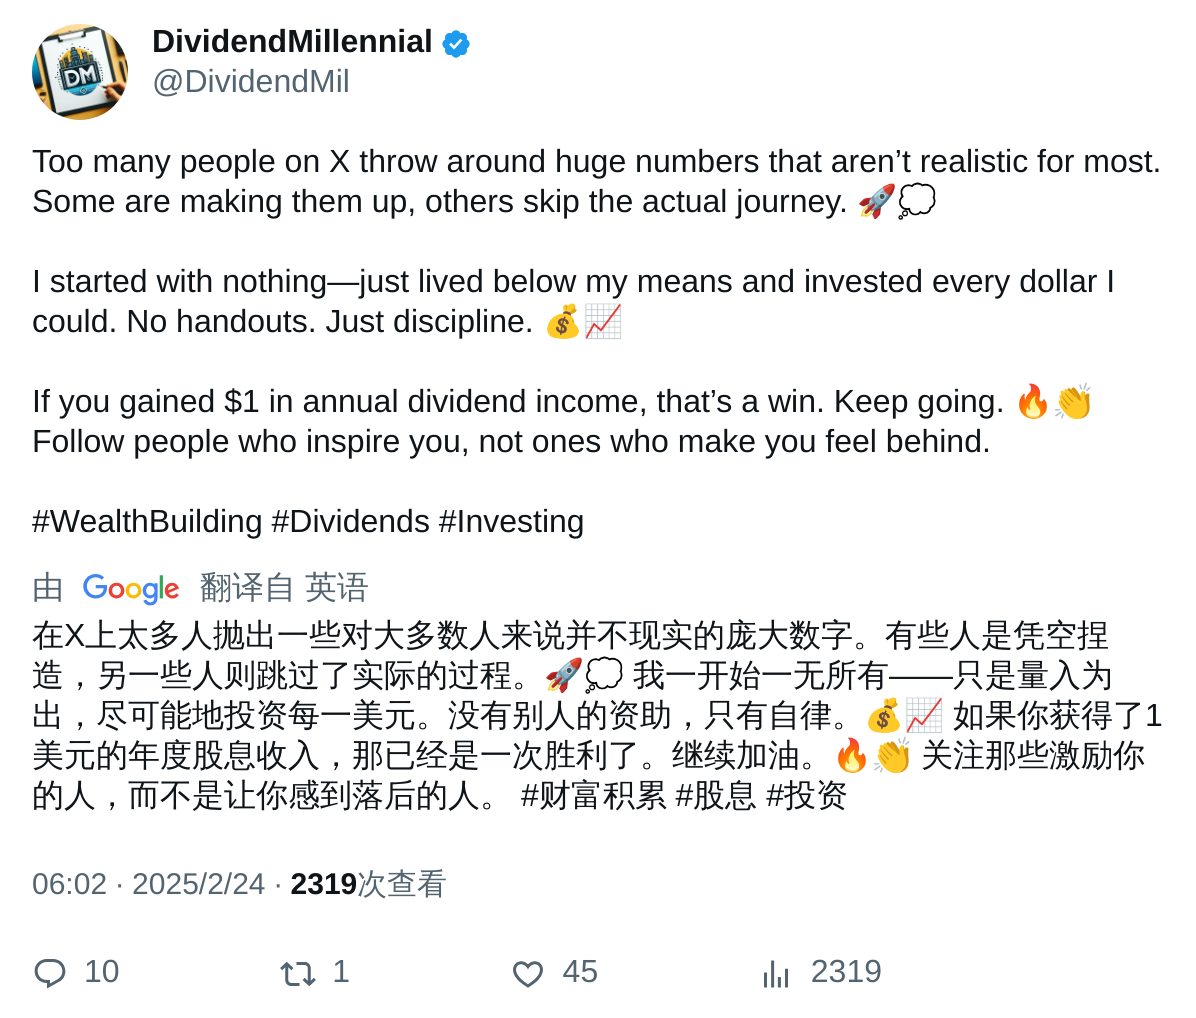 DM
DividendMillennial
@DividendMil
Too many people on X throw around huge numbers that aren’t realistic for most.
Some are making them up, others skip the actual journey. 🚀💭
I started with nothing—just lived below my means and invested every dollar I
could. No handouts. Just discipline. 💰📈
If you gained $1 in annual dividend income, that’s a win. Keep going. 🔥👏
Follow people who inspire you, not ones who make you feel behind.
#WealthBuilding #Dividends #Investing
由 Google 翻译自 英语
在X上太多人抛出一些对大多数人来说并不现实的庞大数字。有些人是凭空捏
造，另一些人则跳过了实际的过程。🚀💭 我一开始一无所有——只是量入为
出，尽可能地投资每一美元。没有别人的资助，只有自律。💰📈 如果你获得了1
美元的年度股息收入，那已经是一次胜利了。继续加油。🔥👏 关注那些激励你
的人，而不是让你感到落后的人。 #财富积累 #股息 #投资
06:02 · 2025/2/24 · 2319次查看
10 1 45 2319